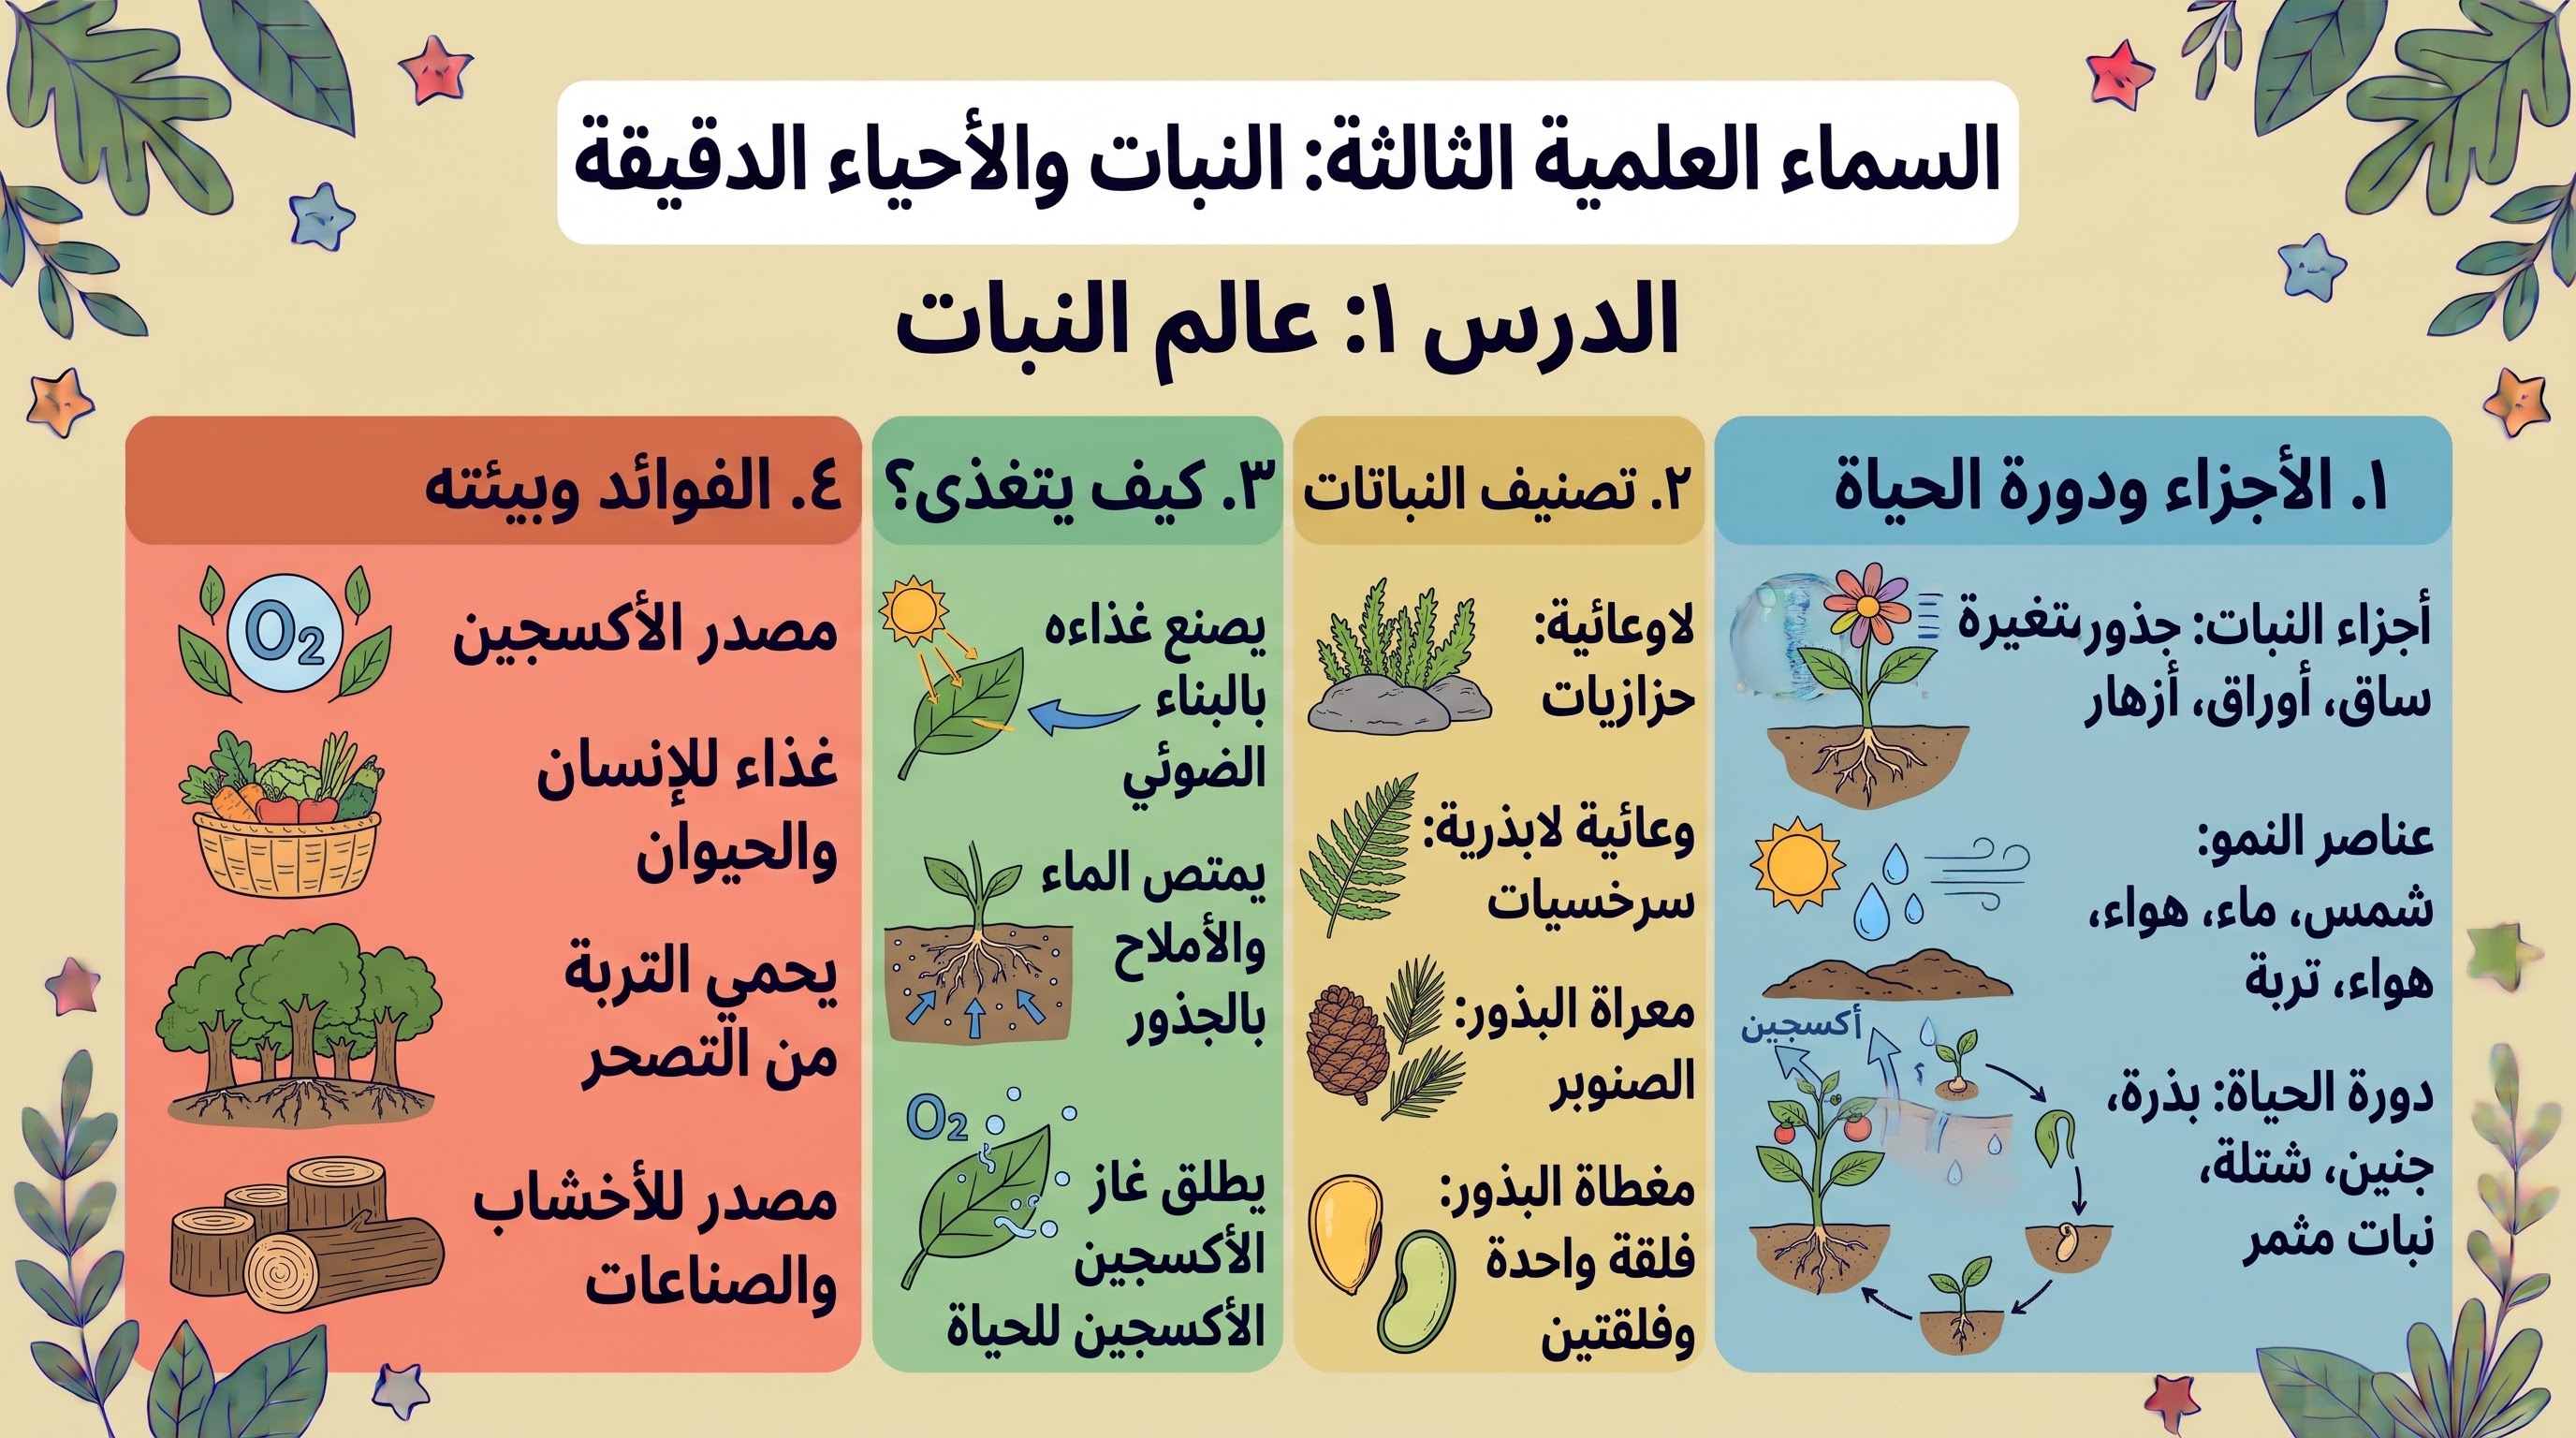 السماء العلمية الثالثة: النبات والأحياء الدقيقة
الدرس ١: عالم النبات
١. الأجزاء ودورة الحياة
أجزاء النبات: جذور
ساق، أوراق، أزهار
عناصر النمو:
شمس، ماء، هواء،
هواء، تربة
أكسجين
دورة الحياة: بذرة،
جنين، شتلة،
نبات مثمر
٢. تصنيف النباتات
لاوعائية:
حزازيات
وعائية لابذرية:
سرخسيات
معراة البذور:
الصنوبر
مغطاة البذور:
فلقة واحدة
وفلقتين
٣. كيف يتغذى؟
يصنع غذاءه
بالبناء
الضوئي
يمتص الماء
والأملاح
بالجذور
O₂
يطلق غاز
الأكسجين
الأكسجين للحياة
٤. الفوائد وبيئته
O₂
مصدر الأكسجين
غذاء للإنسان
والحيوان
يحمي التربة
من التصحر
مصدر للأخشاب
والصناعات